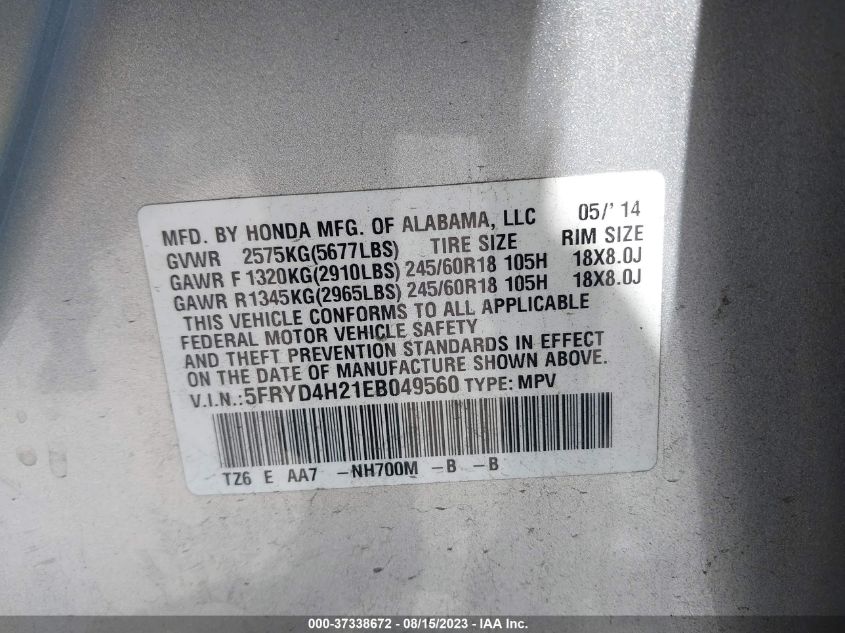 MFD. BY HONDA MFG. OF ALABAMA, LLC 05/' 14
GVWR 2575KG(5677LBS) TIRE SIZE RIM SIZE
GAWR F 1320KG(2910LBS) 245/60R18 105H 18X8.0J
GAWR R1345KG(2965LBS) 245/60R18 105H 18X8.0J
THIS VEHICLE CONFORMS TO ALL APPLICABLE
FEDERAL MOTOR VEHICLE SAFETY
AND THEFT PREVENTION STANDARDS IN EFFECT
ON THE DATE OF MANUFACTURE SHOWN ABOVE.
V.I.N.:5FRYD4H21EB049560 TYPE: MPV
TZ6 E AA7 -NH700M -B -B
000-37338672 - 08/15/2023 - Copyright IAA, Inc.